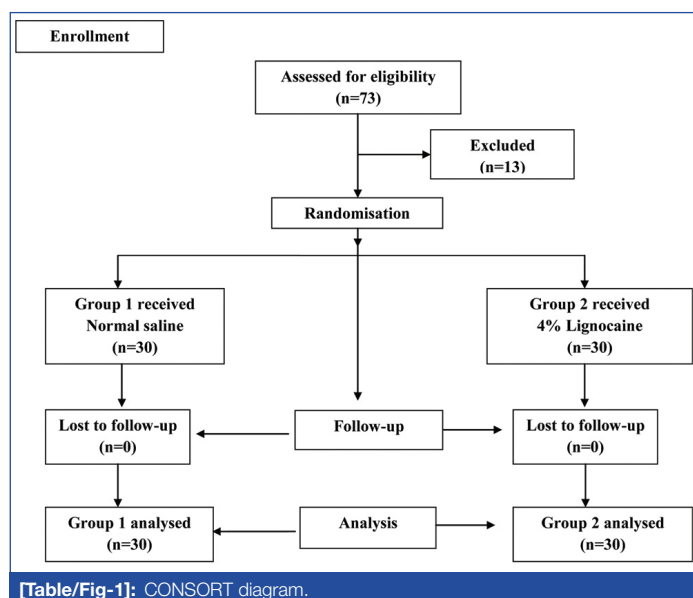 Enrollment
Assessed for eligibility
(n=73)
Excluded
(n=13)
Randomisation
Group 1 received
Normal saline
(n=30)
Group 2 received
4% Lignocaine
(n=30)
Lost to follow-up
(n=0)
Follow-up
Lost to follow-up
(n=0)
Group 1 analysed
(n=30)
Analysis
Group 2 analysed
(n=30)
[Table/Fig-1]: CONSORT diagram.